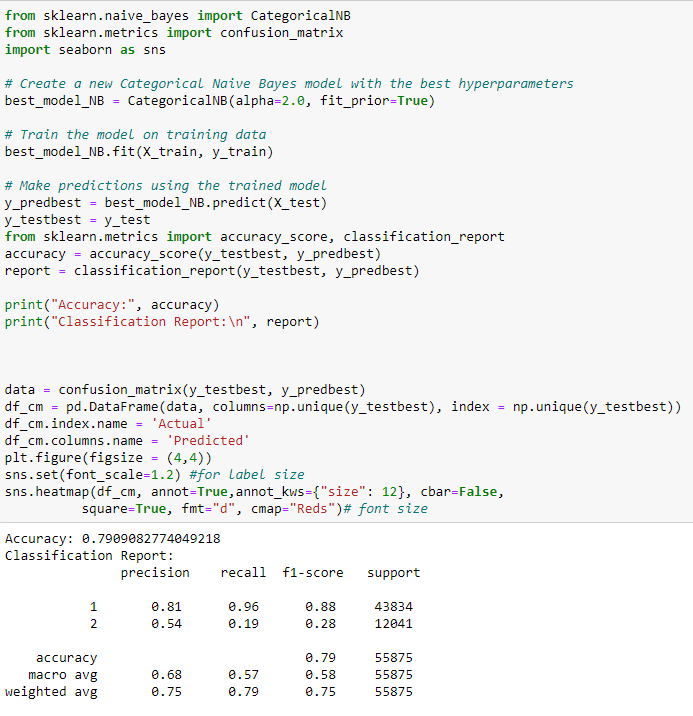 from sklearn.naive_bayes import CategoricalNB
from sklearn.metrics import confusion_matrix
import seaborn as sns
# Create a new Categorical Naive Bayes model with the best hyperparameters
best_model_NB = CategoricalNB(alpha=2.0, fit_prior=True)
# Train the model on training data
best_model_NB.fit(X_train, y_train)
# Make predictions using the trained model
y_predbest = best_model_NB.predict(X_test)
y_testbest = y_test
from sklearn.metrics import accuracy_score, classification_report
accuracy = accuracy_score(y_testbest, y_predbest)
report = classification_report(y_testbest, y_predbest)
print("Accuracy:", accuracy)
print("Classification Report:\n", report)
data = confusion_matrix(y_testbest, y_predbest)
df_cm = pd.DataFrame(data, columns=np.unique(y_testbest), index = np.unique(y_testbest))
df_cm.index.name = 'Actual'
df_cm.columns.name = 'Predicted'
plt.figure(figsize = (4,4))
sns.set(font_scale=1.2) #for label size
sns.heatmap(df_cm, annot=True,annot_kws={"size": 12}, cbar=False,
square=True, fmt="d", cmap="Reds")# font size
Accuracy: 0.7909082774049218
Classification Report:
precision recall f1-score support
1 0.81 0.96 0.88 43834
2 0.54 0.19 0.28 12041
accuracy 0.79 55875
macro avg 0.68 0.57 0.58 55875
weighted avg 0.75 0.79 0.75 55875